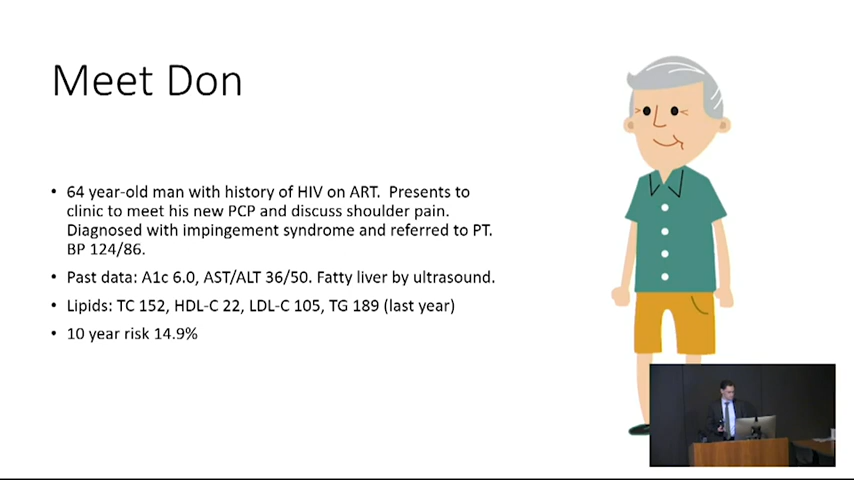 Meet Don
• 64 year-old man with history of HIV on ART.  Presents to
clinic to meet his new PCP and discuss shoulder pain.
Diagnosed with impingement syndrome and referred to PT.
BP 124/86.
• Past data: A1c 6.0, AST/ALT 36/50. Fatty liver by ultrasound.
• Lipids: TC 152, HDL-C 22, LDL-C 105, TG 189 (last year)
• 10 year risk 14.9%